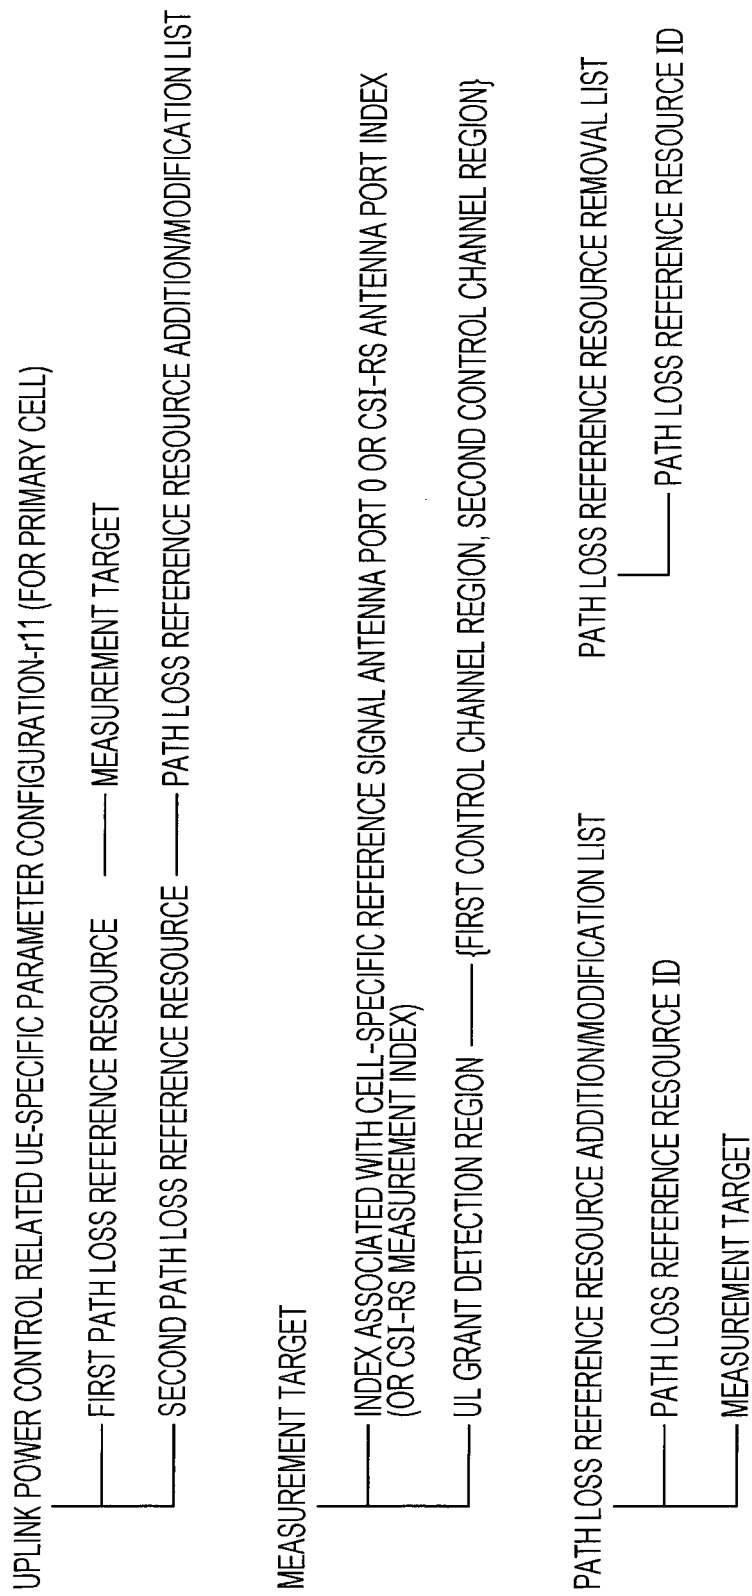 UPLINK POWER CONTROL RELATED UE-SPECIFIC PARAMETER CONFIGURATION-r11 (FOR PRIMARY CELL)
FIRST PATH LOSS REFERENCE RESOURCE MEASUREMENT TARGET
SECOND PATH LOSS REFERENCE RESOURCE PATH LOSS REFERENCE RESOURCE ADDITION/MODIFICATION LIST
MEASUREMENT TARGET
INDEX ASSOCIATED WITH CELL-SPECIFIC REFERENCE SIGNAL ANTENNA PORT 0 OR CSI-RS ANTENNA PORT INDEX
(OR CSI-RS MEASUREMENT INDEX)
UL GRANT DETECTION REGION {FIRST CONTROL CHANNEL REGION, SECOND CONTROL CHANNEL REGION}
PATH LOSS REFERENCE RESOURCE ADDITION/MODIFICATION LIST
PATH LOSS REFERENCE RESOURCE ID
MEASUREMENT TARGET
PATH LOSS REFERENCE RESOURCE REMOVAL LIST
PATH LOSS REFERENCE RESOURCE ID